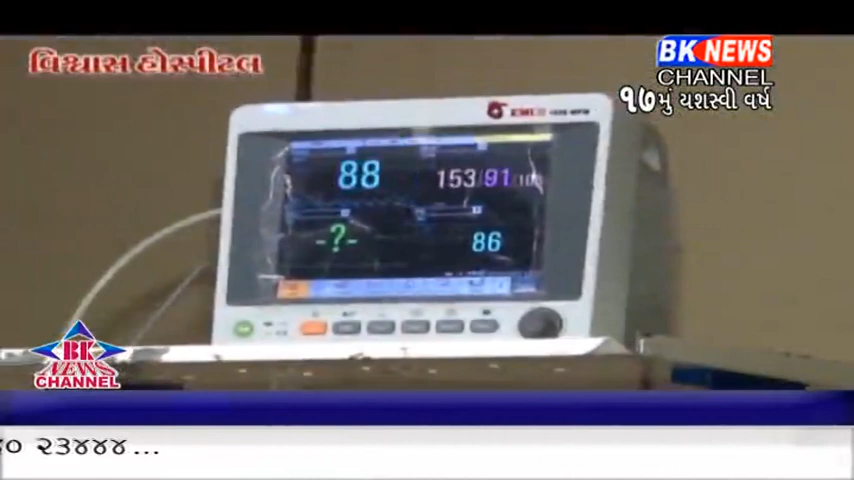 વિશ્વાસ હોસ્પીટલ
BK NEWS
CHANNEL
૧૭મું યશસ્વી વર્ષ
88
153/91
-?-
86
BK
NEWS
CHANNEL
૨૩૪૪૪...